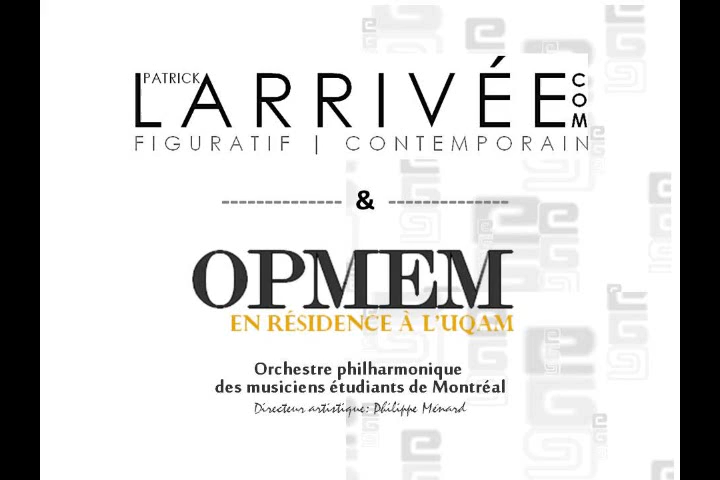 PATRICK
LARRIVÉE
COM
FIGURATIF | CONTEMPORAIN
------------- & -------------
OPMEM
EN RÉSIDENCE À L'UQAM
Orchestre philharmonique
des musiciens étudiants de Montréal
Directeur artistique: Philippe Ménard